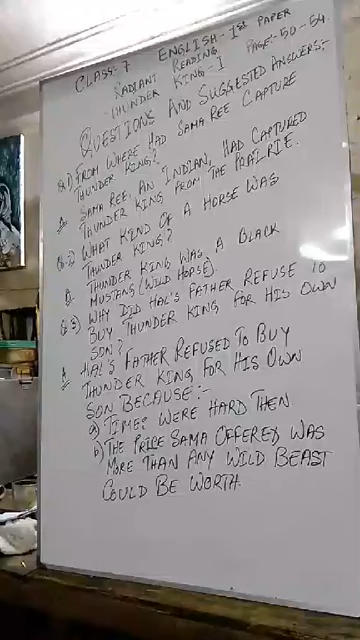 CLASS:- 7 ENGLISH - 1ST PAPER
RADIANT READING PAGE:- 50-54.
THUNDER KING - I
QUESTIONS AND SUGGESTED ANSWERS:-
Q.1) FROM WHERE HAD SAMA REE CAPTURE
THUNDER KING?
A. SAMA REE, AN INDIAN, HAD CAPTURED
THUNDER KING FROM THE PRAIRIE.
Q.2) WHAT KIND OF A HORSE WAS
THUNDER KING?
THUNDER KING WAS A BLACK
MUSTANG (WILD HORSE).
Q.3) WHY DID HAL'S FATHER REFUSE TO
BUY THUNDER KING FOR HIS OWN
SON?
A. HAL'S FATHER REFUSED TO BUY
THUNDER KING FOR HIS OWN
SON BECAUSE:-
a) TIMES WERE HARD THEN
b) THE PRICE SAMA OFFERED WAS
MORE THAN ANY WILD BEAST
COULD BE WORTH.